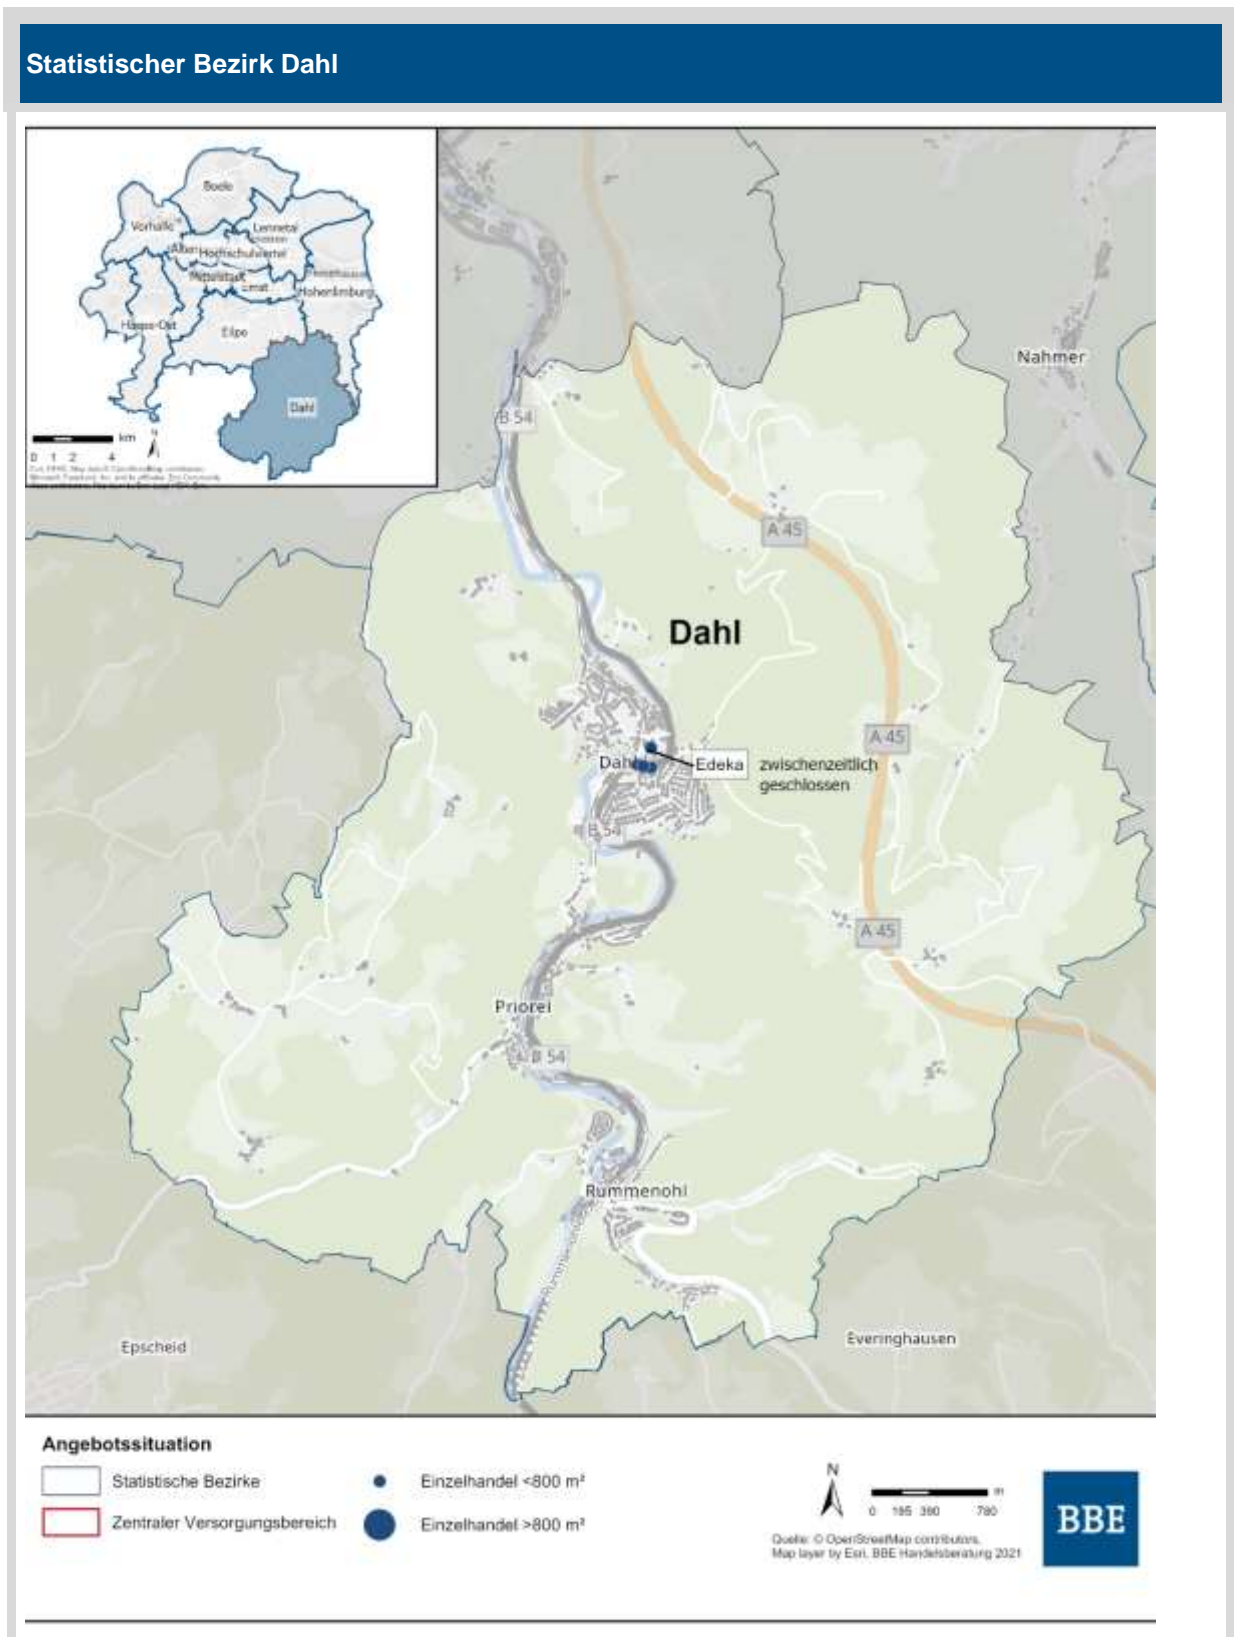 Statistischer Bezirk Dahl
Boele
Vorhalle
Lennetal
Hochschulviertel
Mittelstadt
Emst
Hohenlimburg
Haspe-Ost
Eilpe
Dahl
km
N
0 1 2 4
Nahmer
B 54
A 45
Dahl
A 45
Dahl
Edeka
zwischenzeitlich
geschlossen
B 54
A 45
Priorei
B 54
Rummenohl
Epscheid
Everinghausen
Angebotssituation
Statistische Bezirke
Einzelhandel <800 m²
Zentraler Versorgungsbereich
Einzelhandel >800 m²
N
m
0 195 390 780
Quelle: © OpenStreetMap contributors,
Map layer by Esri, BBE Handelsberatung 2021
BBE